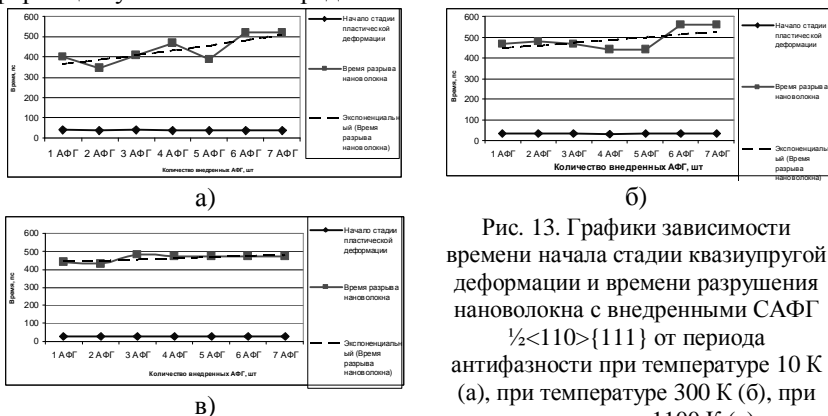 600
500
400
300
200
100
0
Время, пс
1 АФГ 2 АФГ 3 АФГ 4 АФГ 5 АФГ 6 АФГ 7 АФГ
Количество внедренных АФГ, шт
Начало стадии
пластической
деформации
Время разрыва
нановолокна
Экспоненциальн
ый (Время
разрыва
нановолокна)
а)
600
500
400
300
200
100
0
Время, пс
1 АФГ 2 АФГ 3 АФГ 4 АФГ 5 АФГ 6 АФГ 7 АФГ
Количество внедренных АФГ, шт
Начало стадии
пластической
деформации
Время разрыва
нановолокна
Экспоненциальн
ый (Время
разрыва
нановолокна)
б)
600
500
400
300
200
100
0
Время, пс
1 АФГ 2 АФГ 3 АФГ 4 АФГ 5 АФГ 6 АФГ 7 АФГ
Количество внедренных АФГ, шт
Начало стадии
пластической
деформации
Время разрыва
нановолокна
Экспоненциальн
ый (Время
разрыва
нановолокна)
в)
Рис. 13. Графики зависимости
времени начала стадии квазиупругой
деформации и времени разрушения
нановолокна с внедренными САФГ
½<110>{111} от периода
антифазности при температуре 10 К
(а), при температуре 300 К (б), при